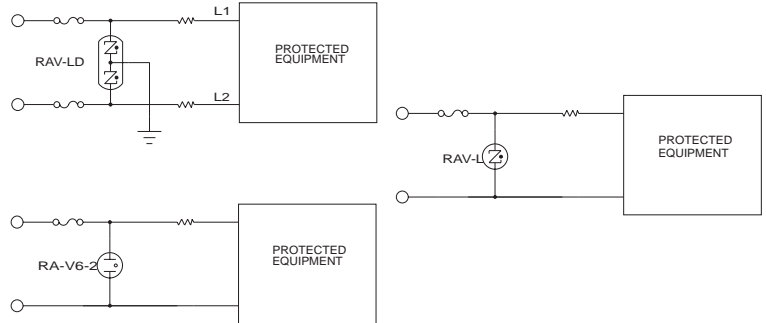 L1
PROTECTED
EQUIPMENT
RAV-LD
L2
PROTECTED
EQUIPMENT
RAV-L
PROTECTED
EQUIPMENT
RA-V6-2